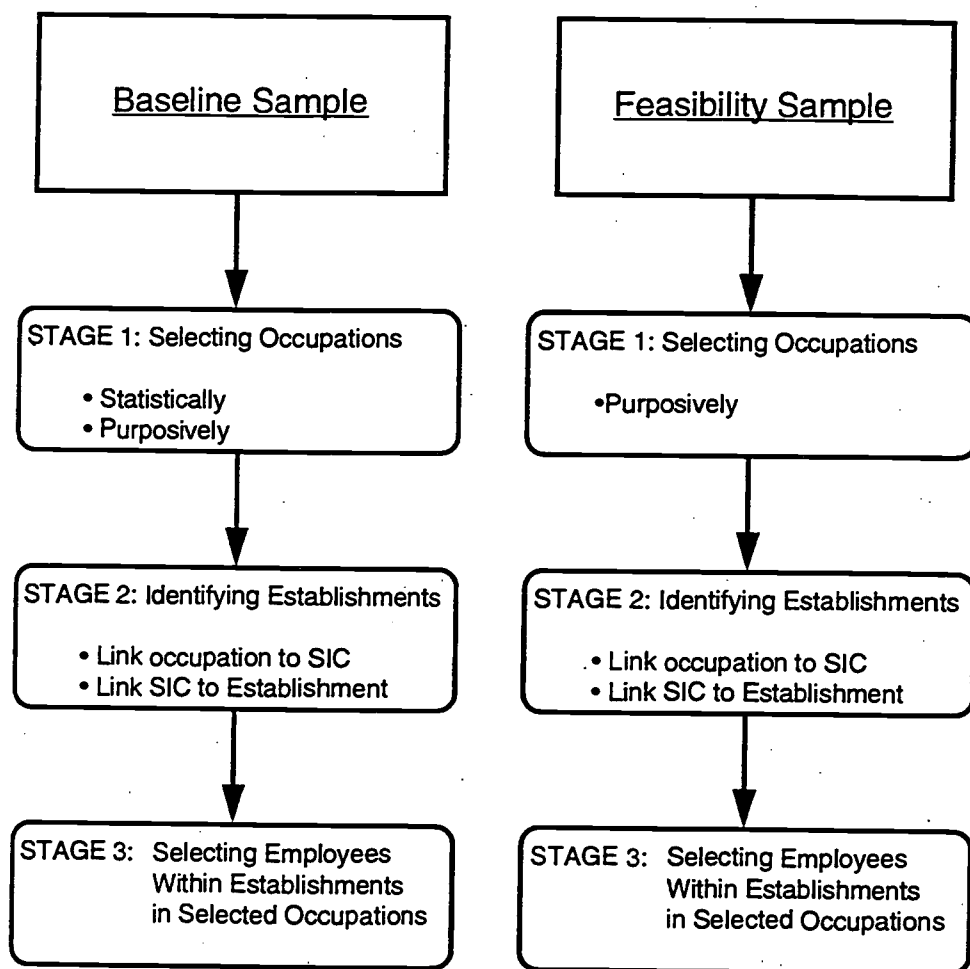 Baseline Sample
STAGE 1: Selecting Occupations
• Statistically
• Purposively
STAGE 2: Identifying Establishments
• Link occupation to SIC
• Link SIC to Establishment
STAGE 3: Selecting Employees
Within Establishments
in Selected Occupations
Feasibility Sample
STAGE 1: Selecting Occupations
•Purposively
STAGE 2: Identifying Establishments
• Link occupation to SIC
• Link SIC to Establishment
STAGE 3: Selecting Employees
Within Establishments
in Selected Occupations